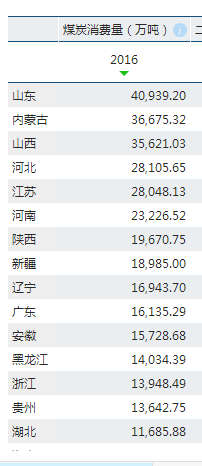 煤炭消费量（万吨）
2016
山东 40,939.20
内蒙古 36,675.32
山西 35,621.03
河北 28,105.65
江苏 28,048.13
河南 23,226.52
陕西 19,670.75
新疆 18,985.00
辽宁 16,943.70
广东 16,135.29
安徽 15,728.68
黑龙江 14,034.39
浙江 13,948.49
贵州 13,642.75
湖北 11,685.88